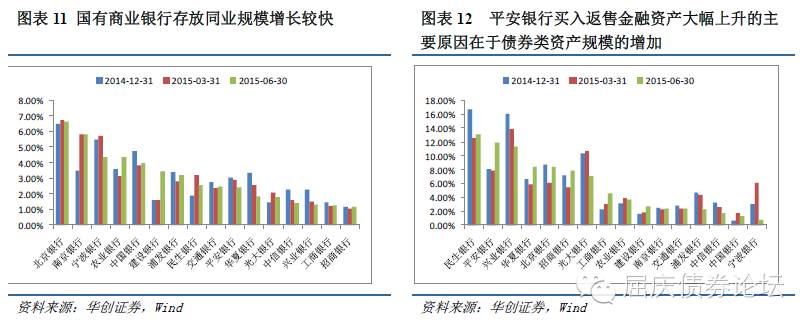 图表 11 国有商业银行存放同业规模增长较快
2014-12-31 2015-03-31 2015-06-30
8.00%
7.00%
6.00%
5.00%
4.00%
3.00%
2.00%
1.00%
0.00%
北京银行 南京银行 宁波银行 农业银行 中国银行 建设银行 浦发银行 民生银行 交通银行 平安银行 华夏银行 光大银行 中信银行 兴业银行 工商银行 招商银行
资料来源：华创证券，Wind
图表 12 平安银行买入返售金融资产大幅上升的主
要原因在于债券类资产规模的增加
2014-12-31 2015-03-31 2015-06-30
18.00%
16.00%
14.00%
12.00%
10.00%
8.00%
6.00%
4.00%
2.00%
0.00%
民生银行 平安银行 兴业银行 华夏银行 北京银行 招商银行 光大银行 工商银行 农业银行 建设银行 南京银行 交通银行 浦发银行 中信银行 中国银行 宁波银行
资料来源：华创证券，Wind
屈庆债券论坛